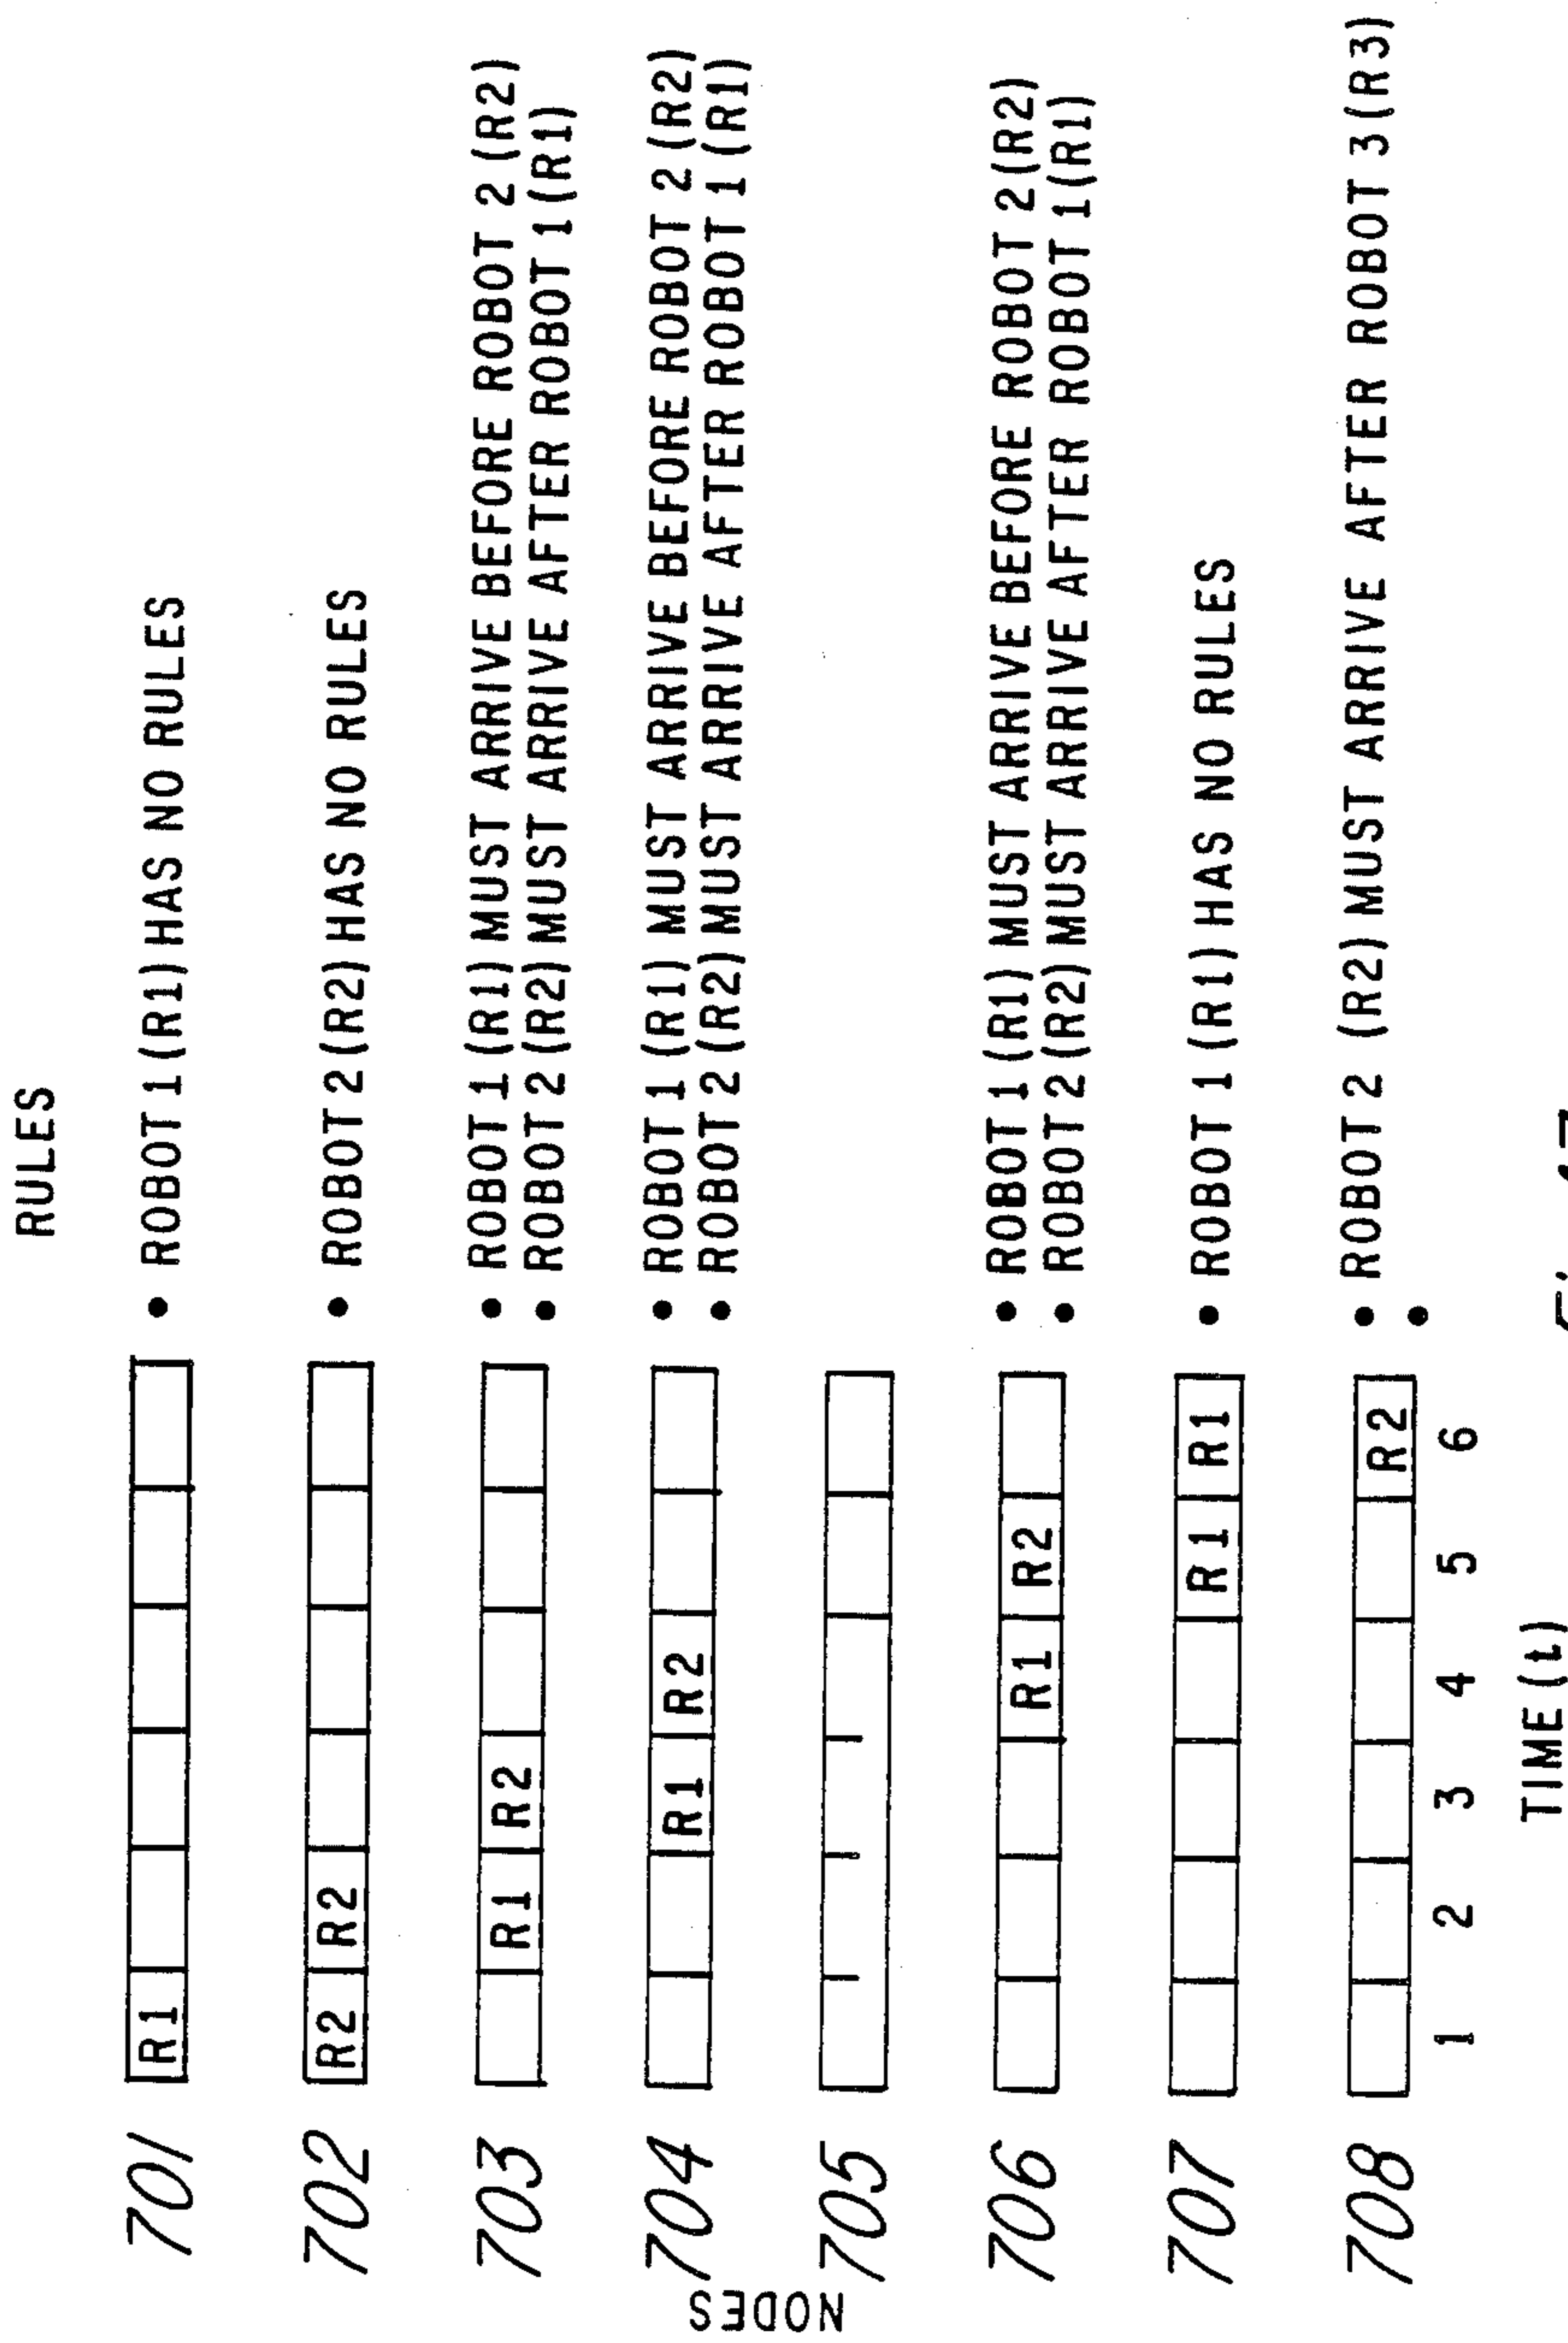 RULES
701 R1 • ROBOT 1 (R1) HAS NO RULES
702 R2 R2 • ROBOT 2 (R2) HAS NO RULES
703 R1 R2 • ROBOT 1 (R1) MUST ARRIVE BEFORE ROBOT 2 (R2)
• ROBOT 2 (R2) MUST ARRIVE AFTER ROBOT 1 (R1)
704 R1 R2 • ROBOT 1 (R1) MUST ARRIVE BEFORE ROBOT 2 (R2)
• ROBOT 2 (R2) MUST ARRIVE AFTER ROBOT 1 (R1)
NODES
705
706 R1 R2 • ROBOT 1 (R1) MUST ARRIVE BEFORE ROBOT 2 (R2)
• ROBOT 2 (R2) MUST ARRIVE AFTER ROBOT 1 (R1)
707 R1 R1 • ROBOT 1 (R1) HAS NO RULES
708 R2 • ROBOT 2 (R2) MUST ARRIVE AFTER ROBOT 3 (R3)
•
1 2 3 4 5 6
TIME (t)